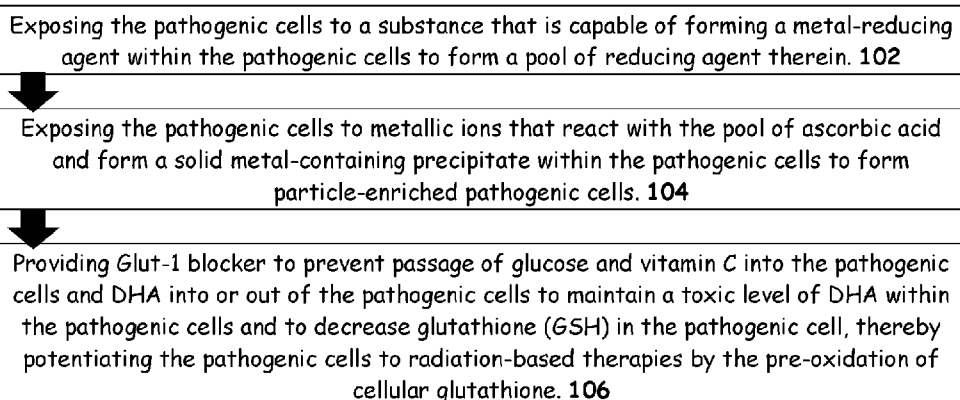 Exposing the pathogenic cells to a substance that is capable of forming a metal-reducing
agent within the pathogenic cells to form a pool of reducing agent therein. 102
Exposing the pathogenic cells to metallic ions that react with the pool of ascorbic acid
and form a solid metal-containing precipitate within the pathogenic cells to form
particle-enriched pathogenic cells. 104
Providing Glut-1 blocker to prevent passage of glucose and vitamin C into the pathogenic
cells and DHA into or out of the pathogenic cells to maintain a toxic level of DHA within
the pathogenic cells and to decrease glutathione (GSH) in the pathogenic cell, thereby
potentiating the pathogenic cells to radiation-based therapies by the pre-oxidation of
cellular glutathione. 106